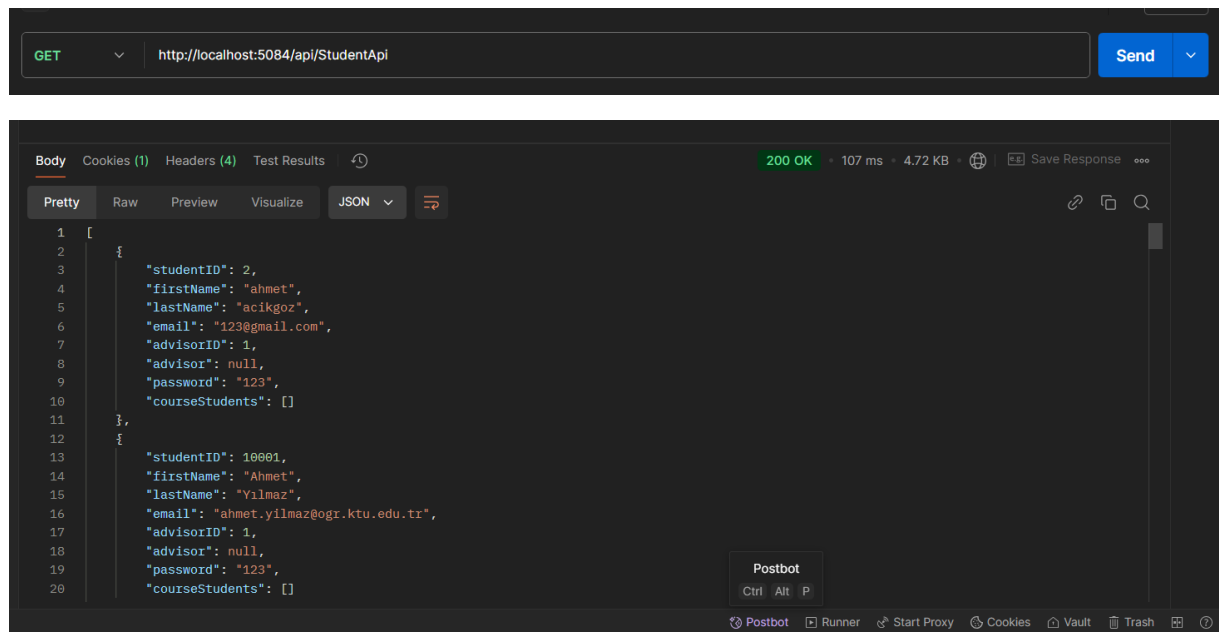 GET http://localhost:5084/api/StudentApi Send
Body Cookies (1) Headers (4) Test Results 200 OK • 107 ms • 4.72 KB • e.g. Save Response
Pretty Raw Preview Visualize JSON
1 [
2 {
3 "studentID": 2,
4 "firstName": "ahmet",
5 "lastName": "acikgoz",
6 "email": "123@gmail.com",
7 "advisorID": 1,
8 "advisor": null,
9 "password": "123",
10 "courseStudents": []
11 },
12 {
13 "studentID": 10001,
14 "firstName": "Ahmet",
15 "lastName": "Yılmaz",
16 "email": "ahmet.yilmaz@ogr.ktu.edu.tr",
17 "advisorID": 1,
18 "advisor": null,
19 "password": "123",
20 "courseStudents": []
Postbot
Ctrl Alt P
Postbot Runner Start Proxy Cookies Vault Trash